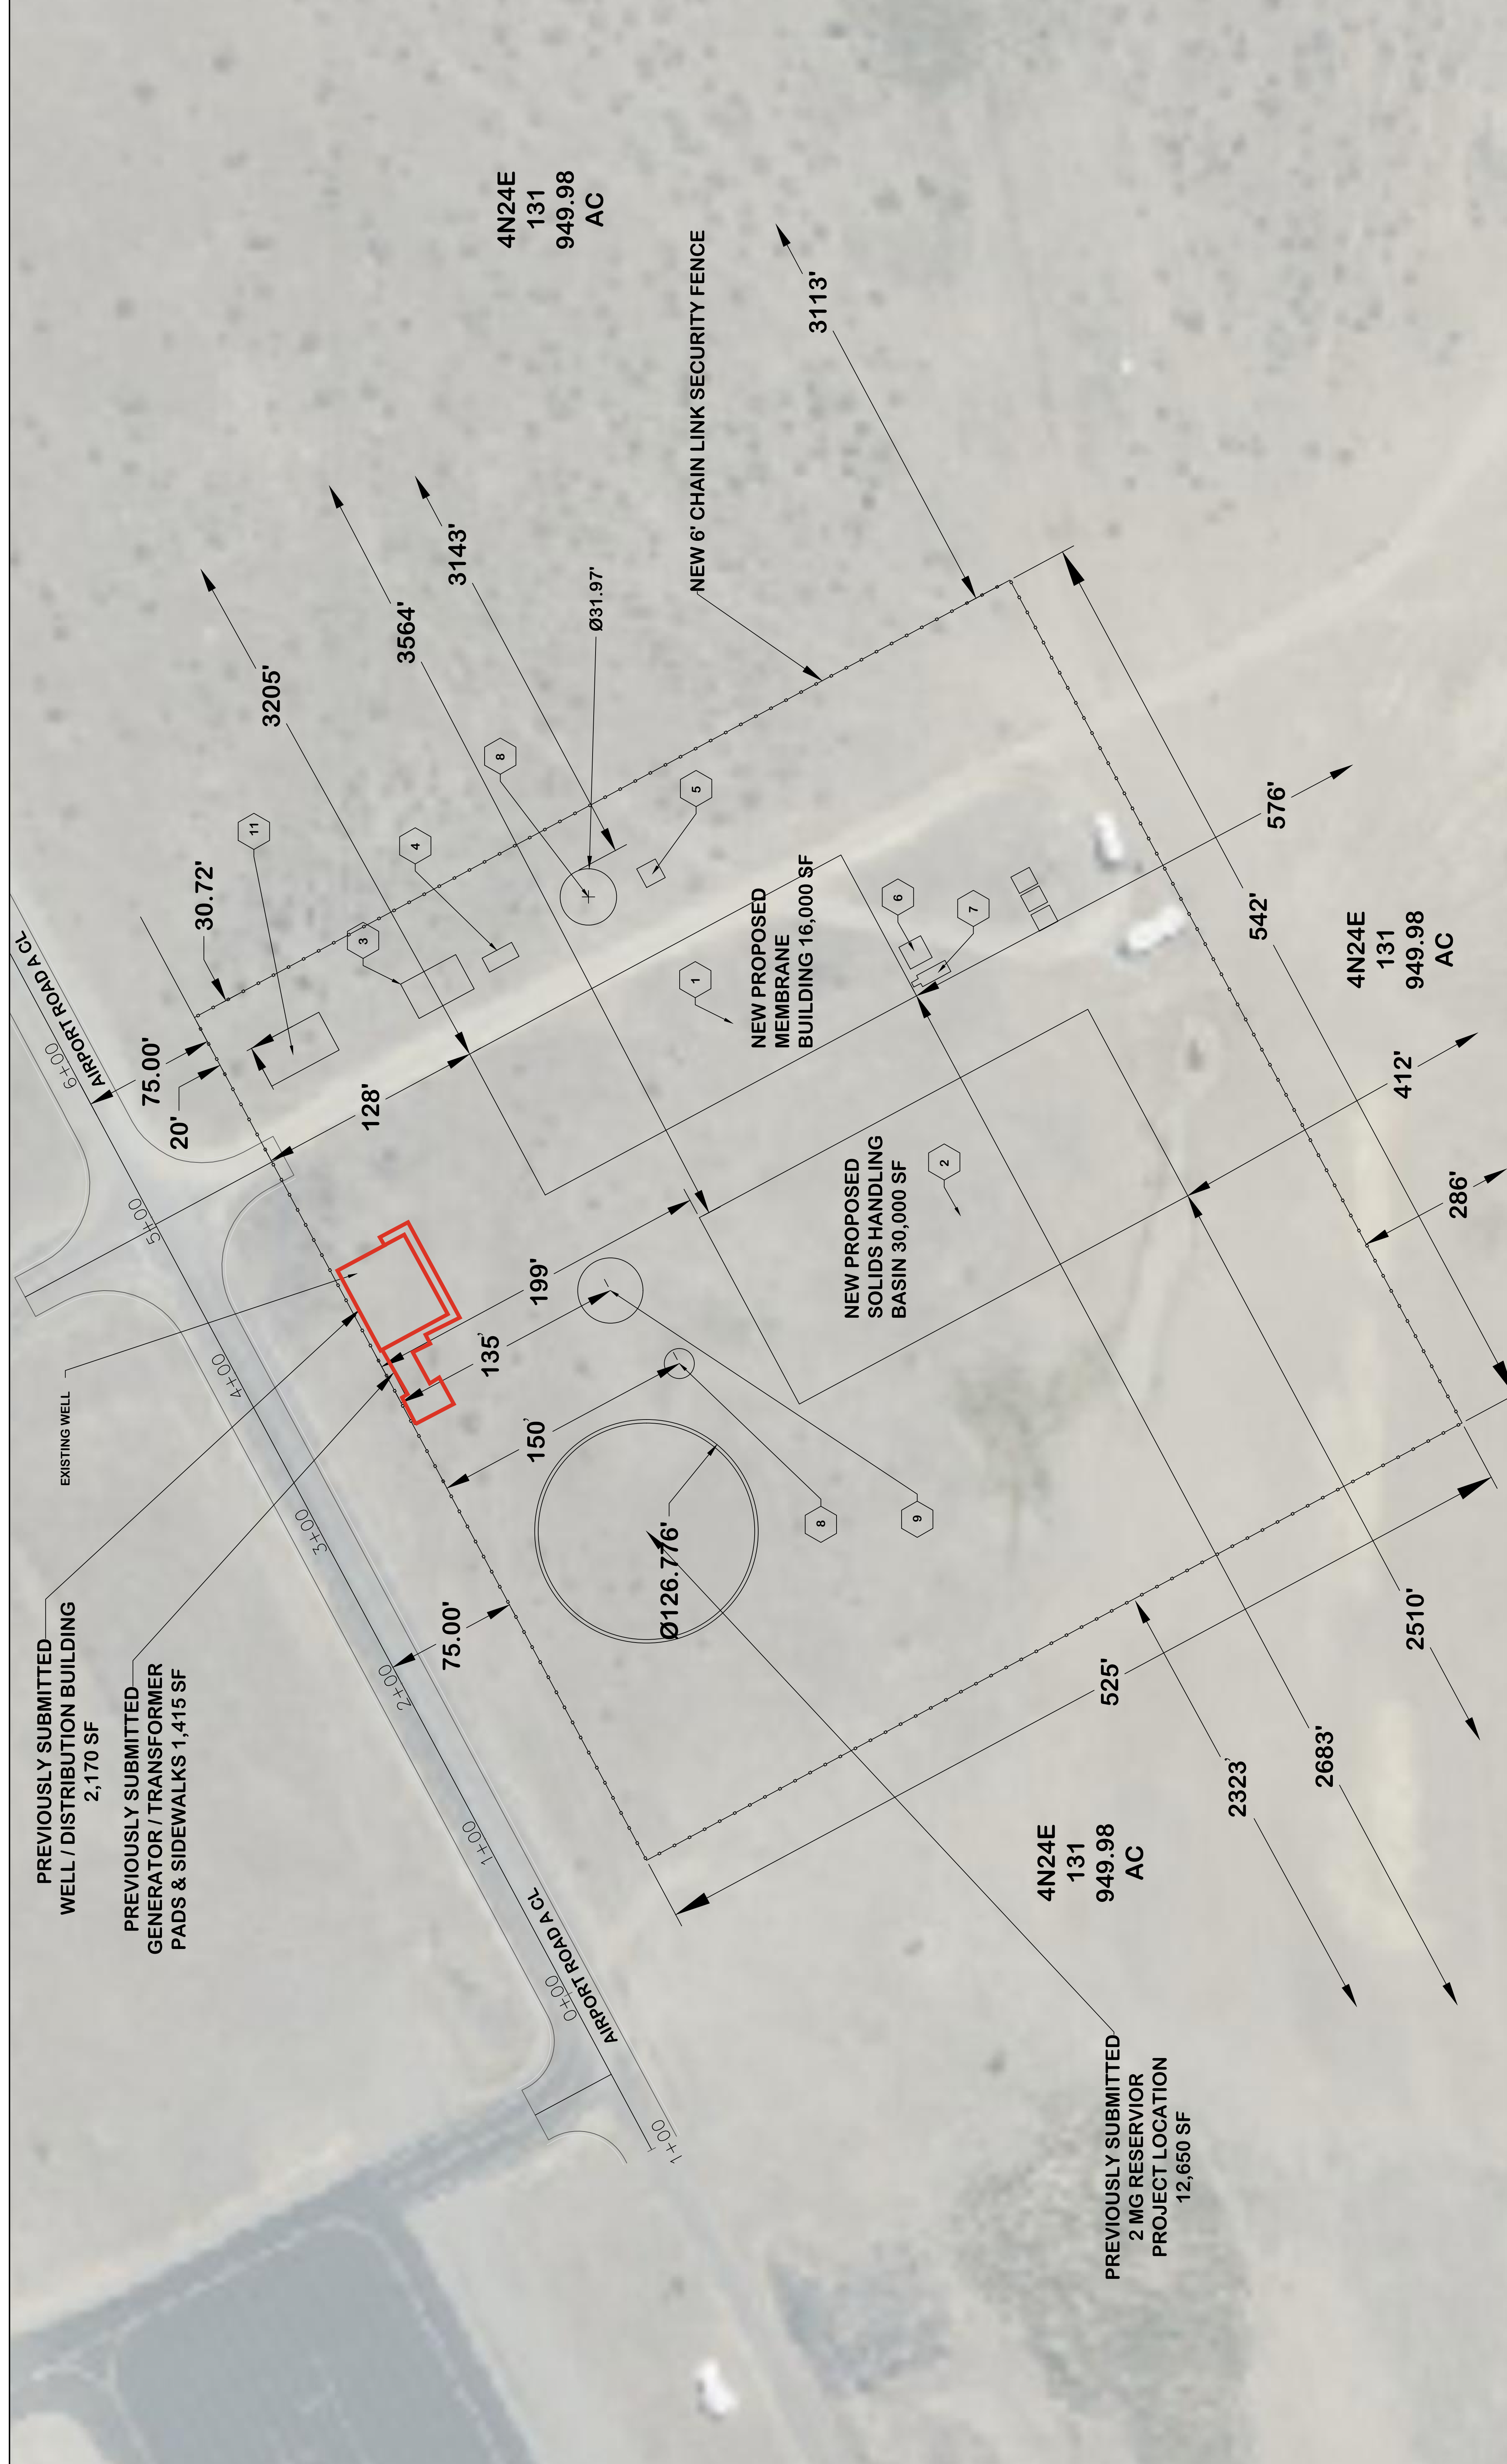 PREVIOUSLY SUBMITTED
WELL / DISTRIBUTION BUILDING
2,170 SF
PREVIOUSLY SUBMITTED
GENERATOR / TRANSFORMER
PADS & SIDEWALKS 1,415 SF
EXISTING WELL
AIRPORT ROAD A CL
6+00
5+00
4+00
3+00
2+00
1+00
0+00
1+00
AIRPORT ROAD A CL
75.00'
20'
30.72'
11
128'
3
4
8
5
3205'
3564'
3143'
Ø31.97'
NEW 6' CHAIN LINK SECURITY FENCE
4N24E
131
949.98
AC
3113'
199'
135'
150'
75.00'
Ø126.776'
8
9
1
NEW PROPOSED
MEMBRANE
BUILDING 16,000 SF
6
7
NEW PROPOSED
SOLIDS HANDLING
BASIN 30,000 SF
2
576'
542'
4N24E
131
949.98
AC
412'
286'
525'
2323'
2683'
2510'
4N24E
131
949.98
AC
PREVIOUSLY SUBMITTED
2 MG RESERVIOR
PROJECT LOCATION
12,650 SF